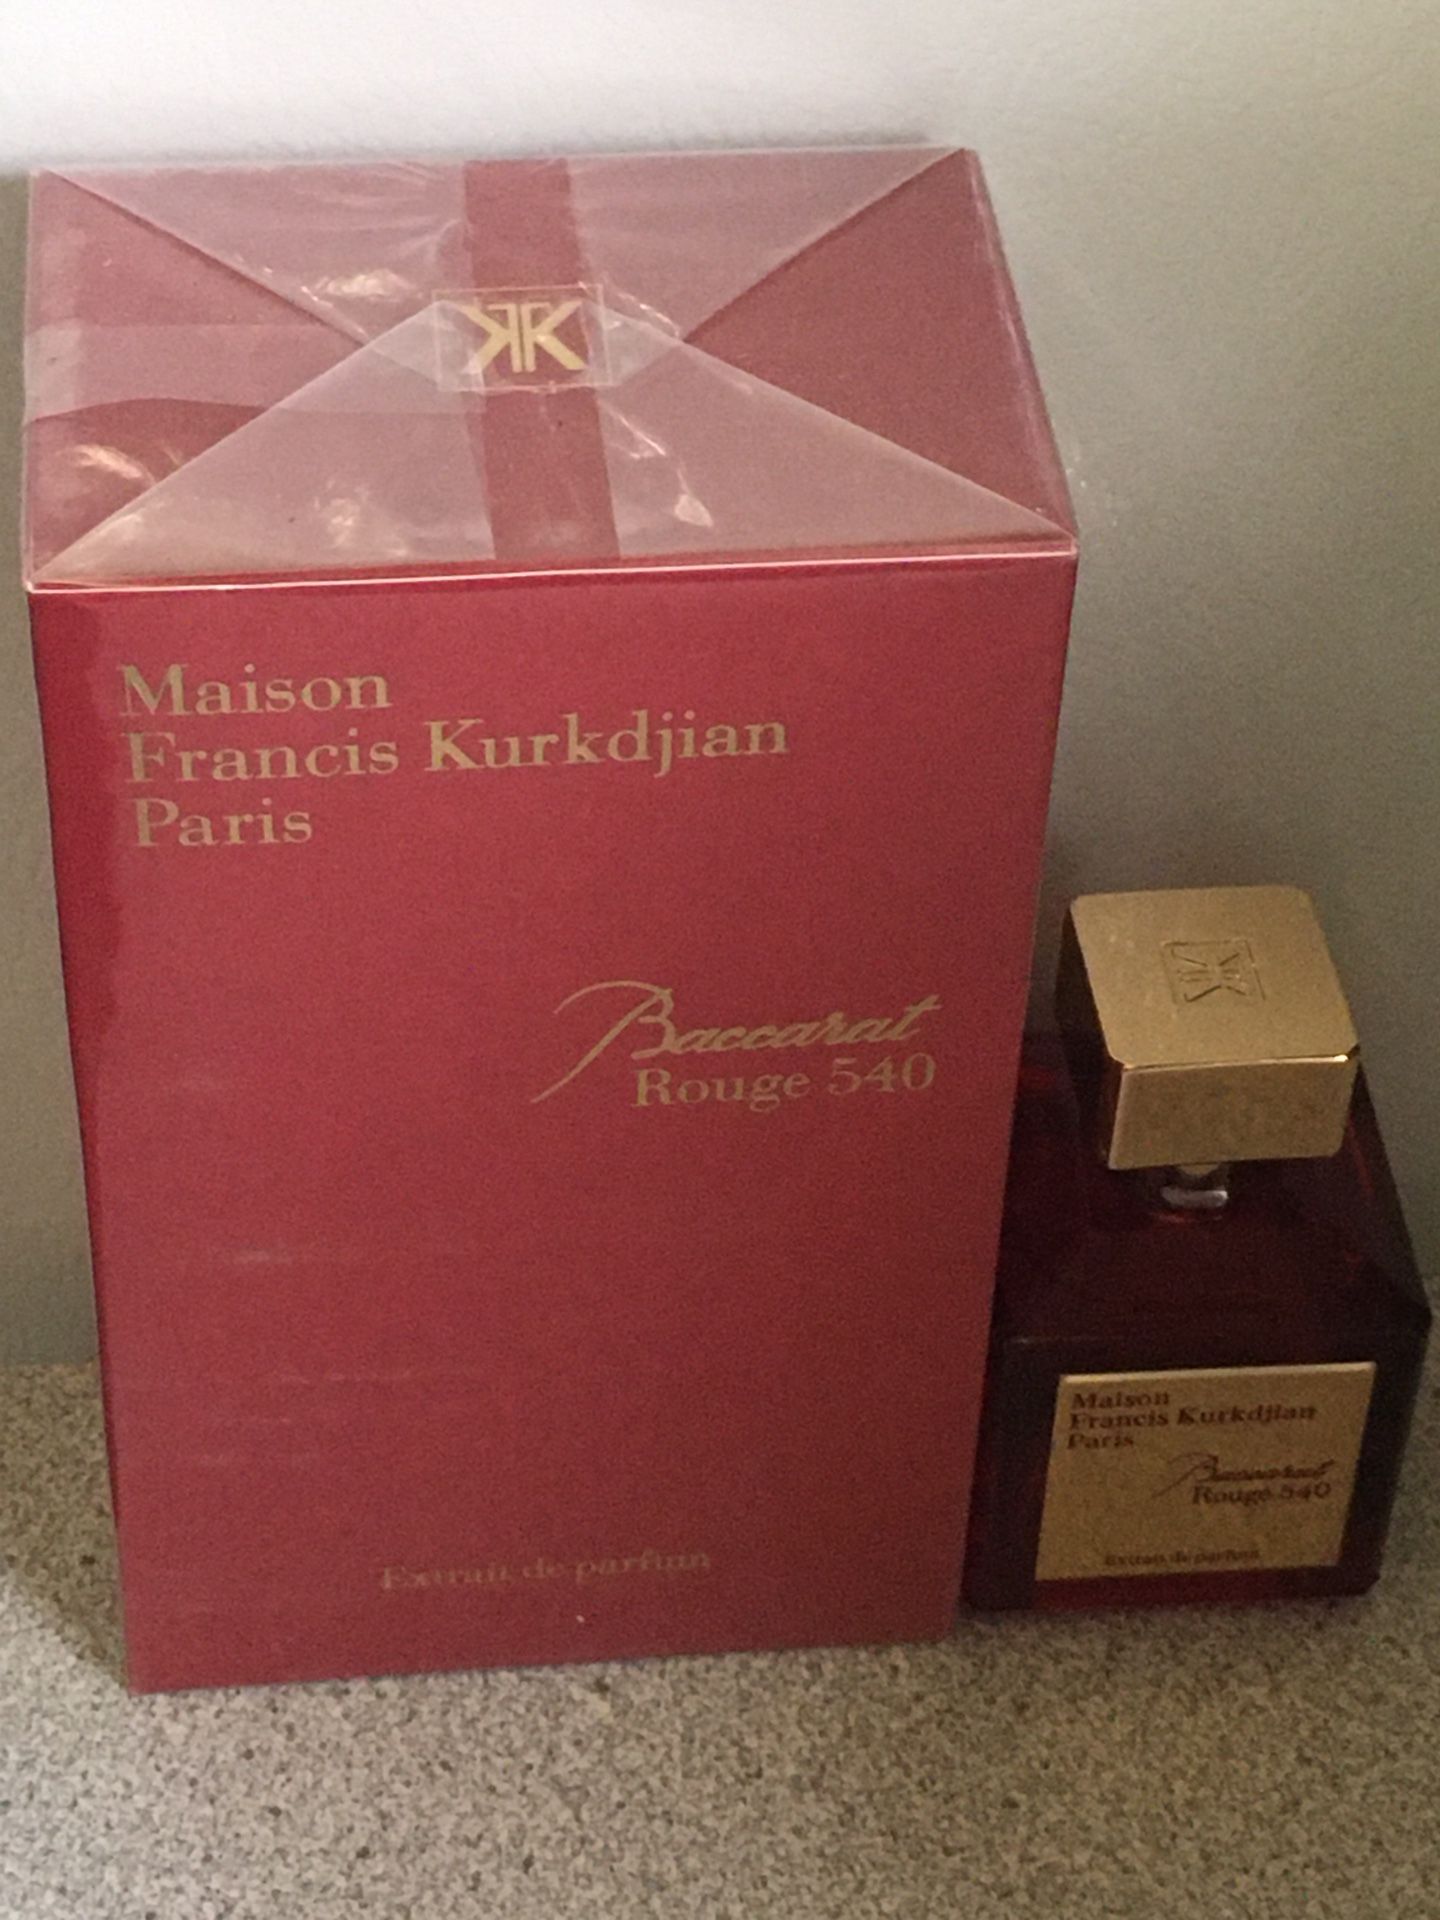 Maison
Francis Kurkdjian
Paris
Baccarat
Rouge 540
Extrait de parfum
Maison
Francis Kurkdjian
Paris
Baccarat
Rouge 540
Extrait de parfum